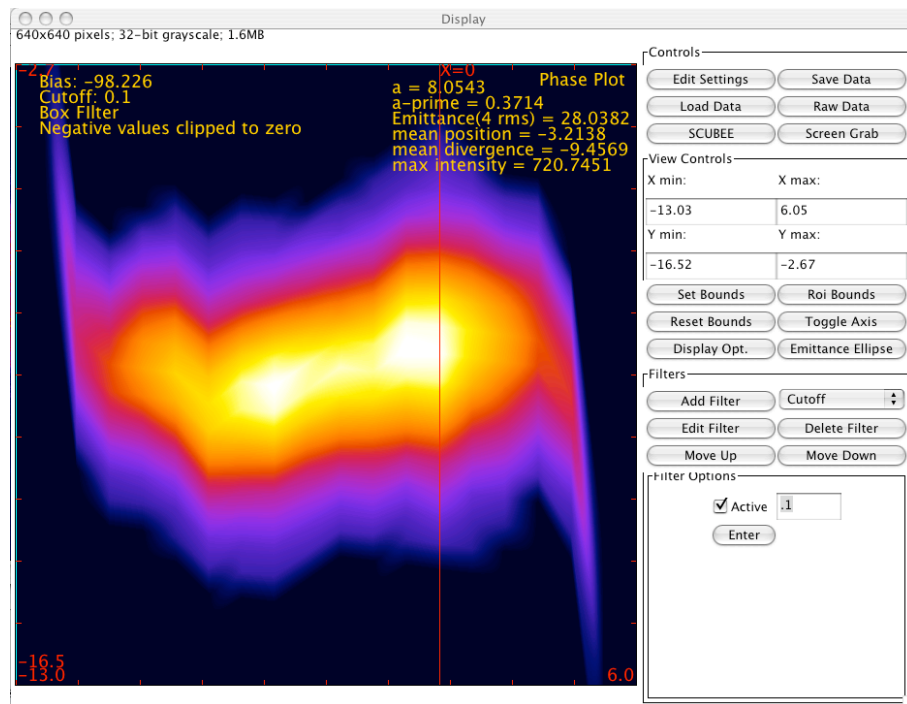 Display
640x640 pixels; 32-bit grayscale; 1.6MB
-2.7
X=0
Bias: -98.226
Cutoff: 0.1
Box FIlter
Negative values clipped to zero
Phase Plot
a = 8.0543
a-prime = 0.3714
Emittance(4 rms) = 28.0382
mean position = -3.2138
mean divergence = -9.4569
max intensity = 720.7451
-16.5
-13.0
6.0
Controls
Edit Settings
Save Data
Load Data
Raw Data
SCUBEE
Screen Grab
View Controls
X min:
X max:
-13.03
6.05
Y min:
Y max:
-16.52
-2.67
Set Bounds
Roi Bounds
Reset Bounds
Toggle Axis
Display Opt.
Emittance Ellipse
Filters
Add Filter
Cutoff
Edit Filter
Delete Filter
Move Up
Move Down
Filter Options
Active
.1
Enter